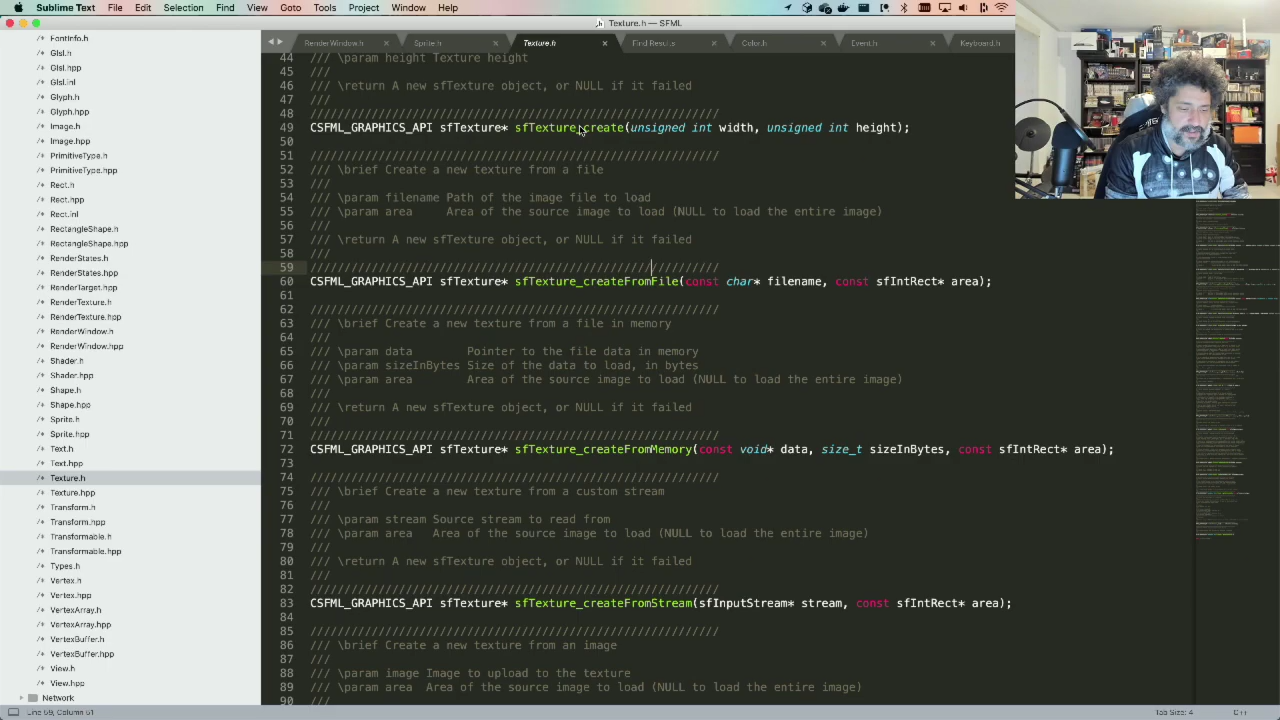 Sublime Text File Edit Selection Find View Goto Tools Project Window Help
Texture.h — SFML
RenderWindow.h
Sprite.h
Texture.h
Find Results
Color.h
Event.h
Keyboard.h
FontInfo.h
Glsl.h
Glsl.hpp
Glsl.inl
Glyph.h
Glyph.hpp
Image.h
Image.hpp
PrimitiveType.h
PrimitiveType.hpp
Rect.h
Rect.hpp
Rect.inl
RectangleShape.h
RectangleShape.hpp
RenderStates.h
RenderStates.hpp
RenderTarget.hpp
RenderTexture.h
RenderTexture.hpp
RenderWindow.h
RenderWindow.hpp
Shader.h
Shader.hpp
Shape.h
Shape.hpp
Sprite.h
Sprite.hpp
Text.h
Text.hpp
Texture.h
Texture.hpp
Transform.h
Transform.hpp
Transformable.h
Transformable.hpp
Types.h
Vertex.h
Vertex.hpp
VertexArray.h
VertexArray.hpp
VertexBuffer.h
VertexBuffer.hpp
View.h
View.hpp
Network
44 /// \param height Texture height
45 ///
46 /// \return A new sfTexture object, or NULL if it failed
47 ///
48 ////////////////////////////////////////////////////////////
49 CSFML_GRAPHICS_API sfTexture* sfTexture_create(unsigned int width, unsigned int height);
50
51 ////////////////////////////////////////////////////////////
52 /// \brief Create a new texture from a file
53 ///
54 /// \param filename Path of the image file to load
55 /// \param area Area of the source image to load (NULL to load the entire image)
56 ///
57 /// \return A new sfTexture object, or NULL if it failed
58 ///
59 ////////////////////////////////////////////////////////////
60 CSFML_GRAPHICS_API sfTexture* sfTexture_createFromFile(const char* filename, const sfIntRect* area);
61
62 ////////////////////////////////////////////////////////////
63 /// \brief Create a new texture from a file in memory
64 ///
65 /// \param data Pointer to the file data in memory
66 /// \param sizeInBytes Size of the data to load, in bytes
67 /// \param area Area of the source image to load (NULL to load the entire image)
68 ///
69 /// \return A new sfTexture object, or NULL if it failed
70 ///
71 ////////////////////////////////////////////////////////////
72 CSFML_GRAPHICS_API sfTexture* sfTexture_createFromMemory(const void* data, size_t sizeInBytes, const sfIntRect* area);
73
74 ////////////////////////////////////////////////////////////
75 /// \brief Create a new texture from a custom stream
76 ///
77 /// \param stream Source stream to read from
78 /// \param area Area of the source image to load (NULL to load the entire image)
79 ///
80 /// \return A new sfTexture object, or NULL if it failed
81 ///
82 ////////////////////////////////////////////////////////////
83 CSFML_GRAPHICS_API sfTexture* sfTexture_createFromStream(sfInputStream* stream, const sfIntRect* area);
84
85 ////////////////////////////////////////////////////////////
86 /// \brief Create a new texture from an image
87 ///
88 /// \param image Image to upload to the texture
89 /// \param area Area of the source image to load (NULL to load the entire image)
90 ///
Line 59, Column 51
Tab Size: 4
C++